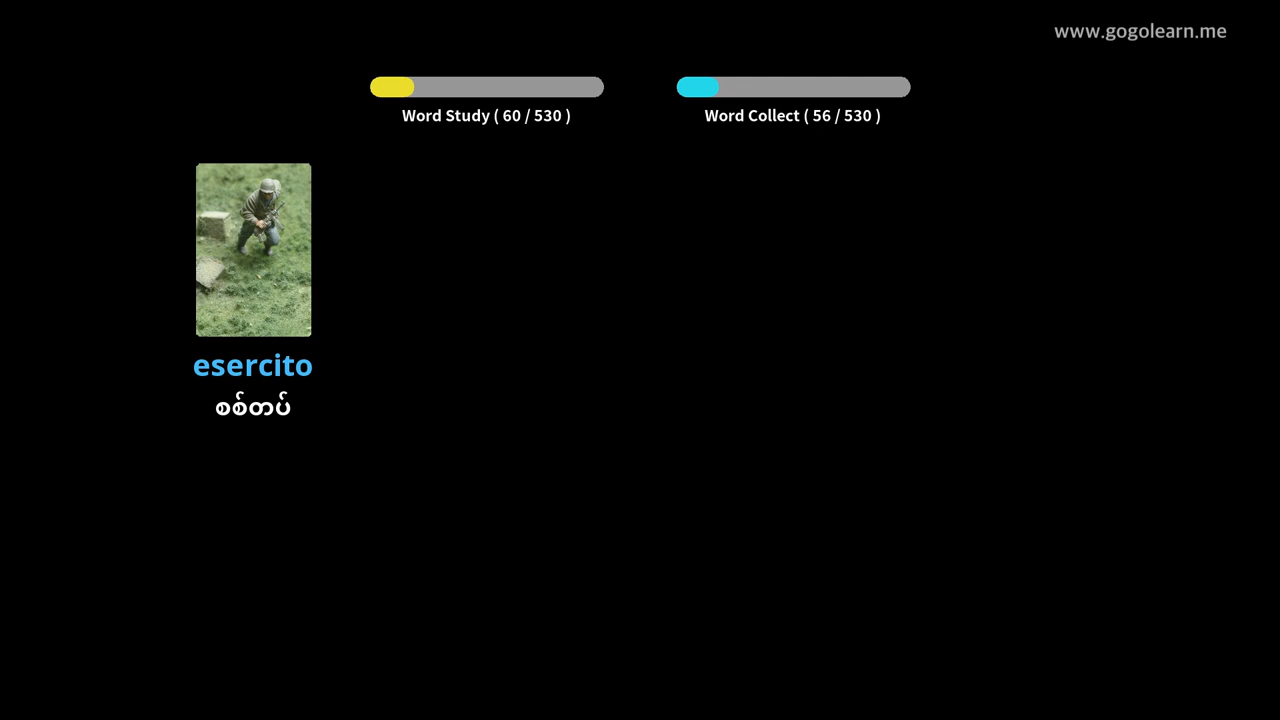 www.gogolearn.me
Word Study ( 60 / 530 )
Word Collect ( 56 / 530 )
esercito
စစ်တပ်